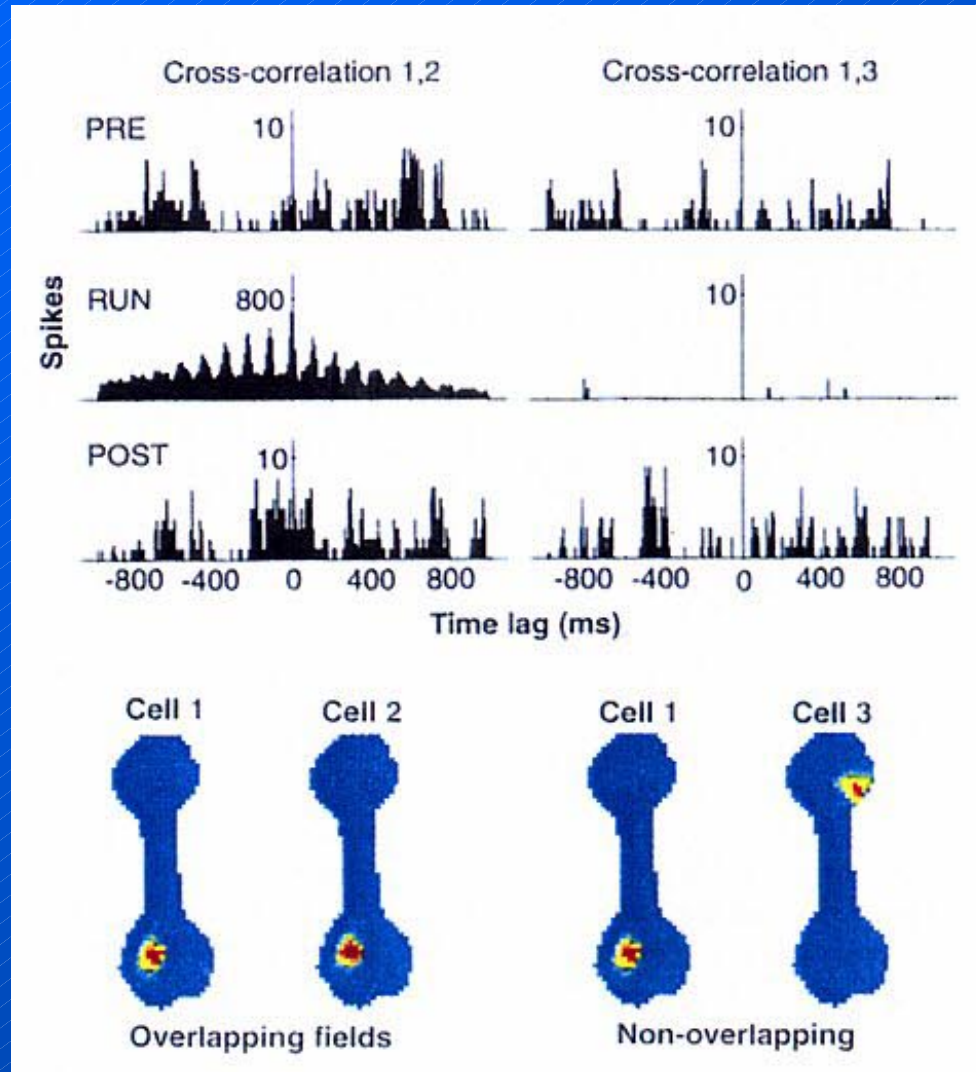 Cross-correlation 1,2
Cross-correlation 1,3
PRE
10
10
RUN
800
10
POST
10
10
Spikes
-800 -400 0 400 800
-800 -400 0 400 800
Time lag (ms)
Cell 1 Cell 2
Cell 1 Cell 3
Overlapping fields
Non-overlapping